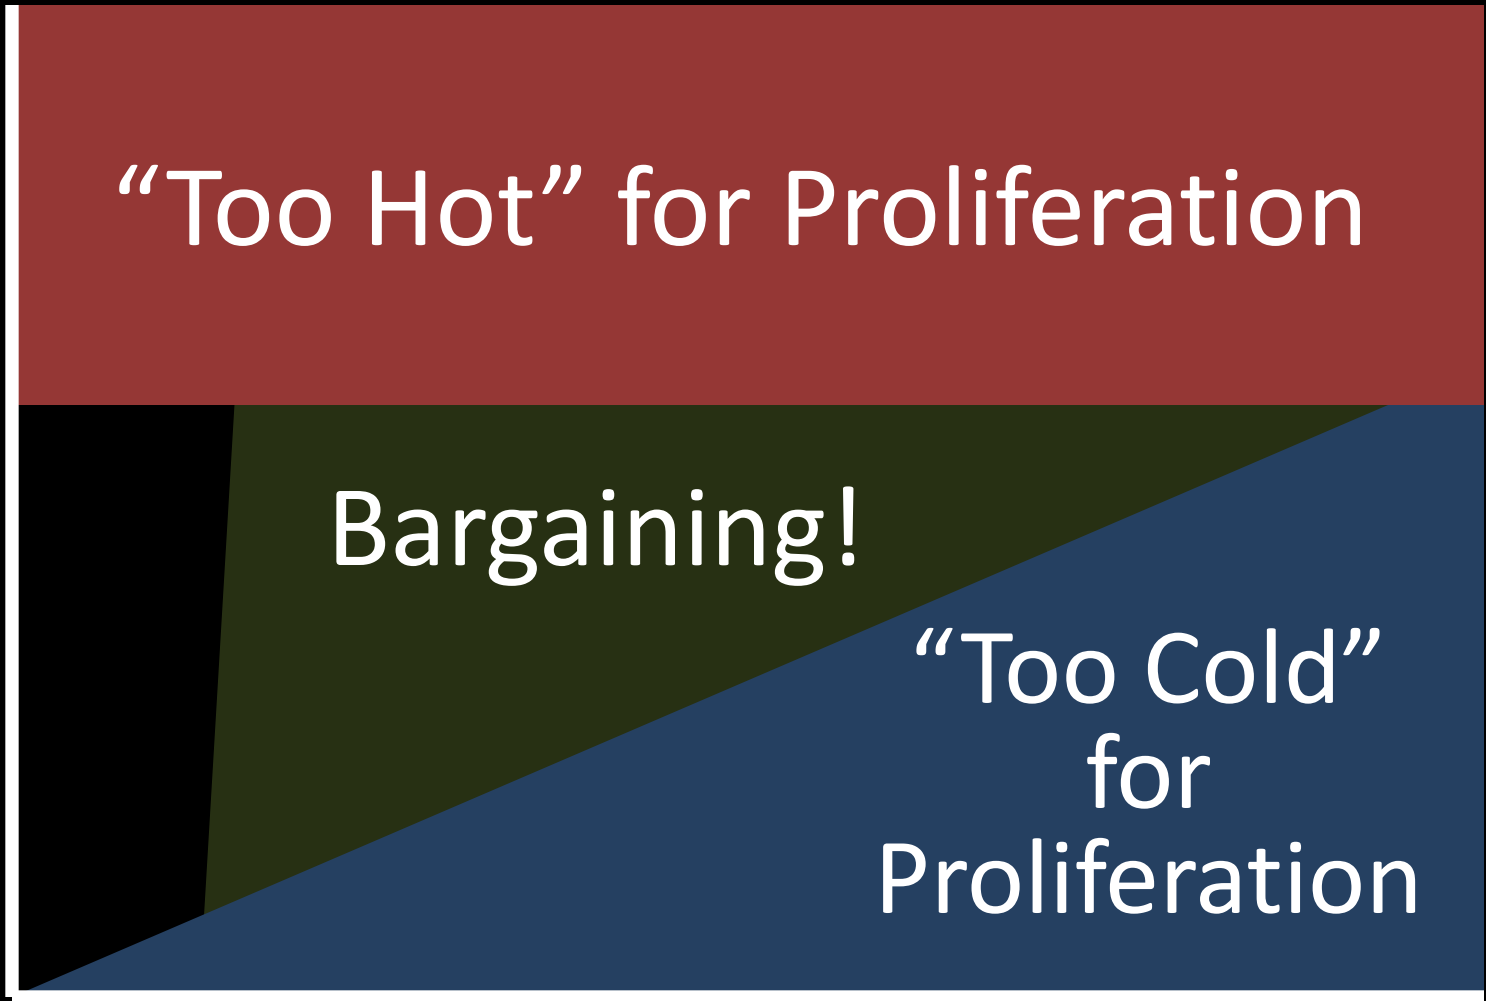 “Too Hot” for Proliferation
Bargaining!
“Too Cold”
for
Proliferation